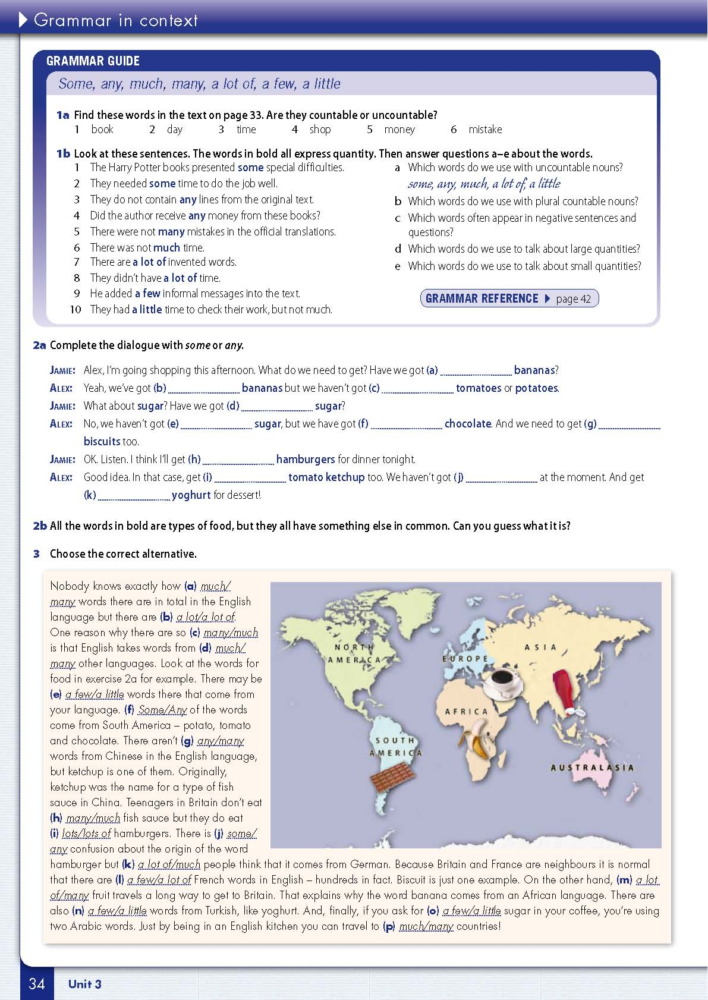 Grammar in context
GRAMMAR GUIDE
Some, any, much, many, a lot of, a few, a little
1a Find these words in the text on page 33. Are they countable or uncountable?
1 book 2 day 3 time 4 shop 5 money 6 mistake
1b Look at these sentences. The words in bold all express quantity. Then answer questions a–e about the words.
1 The Harry Potter books presented some special difficulties.
2 They needed some time to do the job well.
3 They do not contain any lines from the original text.
4 Did the author receive any money from these books?
5 There were not many mistakes in the official translations.
6 There was not much time.
7 There are a lot of invented words.
8 They didn't have a lot of time.
9 He added a few informal messages into the text.
10 They had a little time to check their work, but not much.
a Which words do we use with uncountable nouns?
some, any, much, a lot of, a little
b Which words do we use with plural countable nouns?
c Which words often appear in negative sentences and
questions?
d Which words do we use to talk about large quantities?
e Which words do we use to talk about small quantities?
GRAMMAR REFERENCE page 42
2a Complete the dialogue with some or any.
JAMIE: Alex, I'm going shopping this afternoon. What do we need to get? Have we got (a) bananas?
ALEX: Yeah, we've got (b) bananas but we haven't got (c) tomatoes or potatoes.
JAMIE: What about sugar? Have we got (d) sugar?
ALEX: No, we haven't got (e) sugar, but we have got (f) chocolate. And we need to get (g)
biscuits too.
JAMIE: OK. Listen. I think I'll get (h) hamburgers for dinner tonight.
ALEX: Good idea. In that case, get (i) tomato ketchup too. We haven't got (j) at the moment. And get
(k) yoghurt for dessert!
2b All the words in bold are types of food, but they all have something else in common. Can you guess what it is?
3 Choose the correct alternative.
Nobody knows exactly how (a) much/
many words there are in total in the English
language but there are (b) a lot/a lot of.
One reason why there are so (c) many/much
is that English takes words from (d) much/
many other languages. Look at the words for
food in exercise 2a for example. There may be
(e) a few/a little words there that come from
your language. (f) Some/Any of the words
come from South America – potato, tomato
and chocolate. There aren't (g) any/many
words from Chinese in the English language,
but ketchup is one of them. Originally,
ketchup was the name for a type of fish
sauce in China. Teenagers in Britain don't eat
(h) many/much fish sauce but they do eat
(i) lots/lots of hamburgers. There is (j) some/
any confusion about the origin of the word
hamburger but (k) a lot of/much people think that it comes from German. Because Britain and France are neighbours it is normal
that there are (l) a few/a lot of French words in English – hundreds in fact. Biscuit is just one example. On the other hand, (m) a lot
of/many fruit travels a long way to get to Britain. That explains why the word banana comes from an African language. There are
also (n) a few/a little words from Turkish, like yoghurt. And, finally, if you ask for (o) a few/a little sugar in your coffee, you're using
two Arabic words. Just by being in an English kitchen you can travel to (p) much/many countries!
NORTH
AMERICA
EUROPE
ASIA
AFRICA
SOUTH
AMERICA
AUSTRALASIA
34 Unit 3